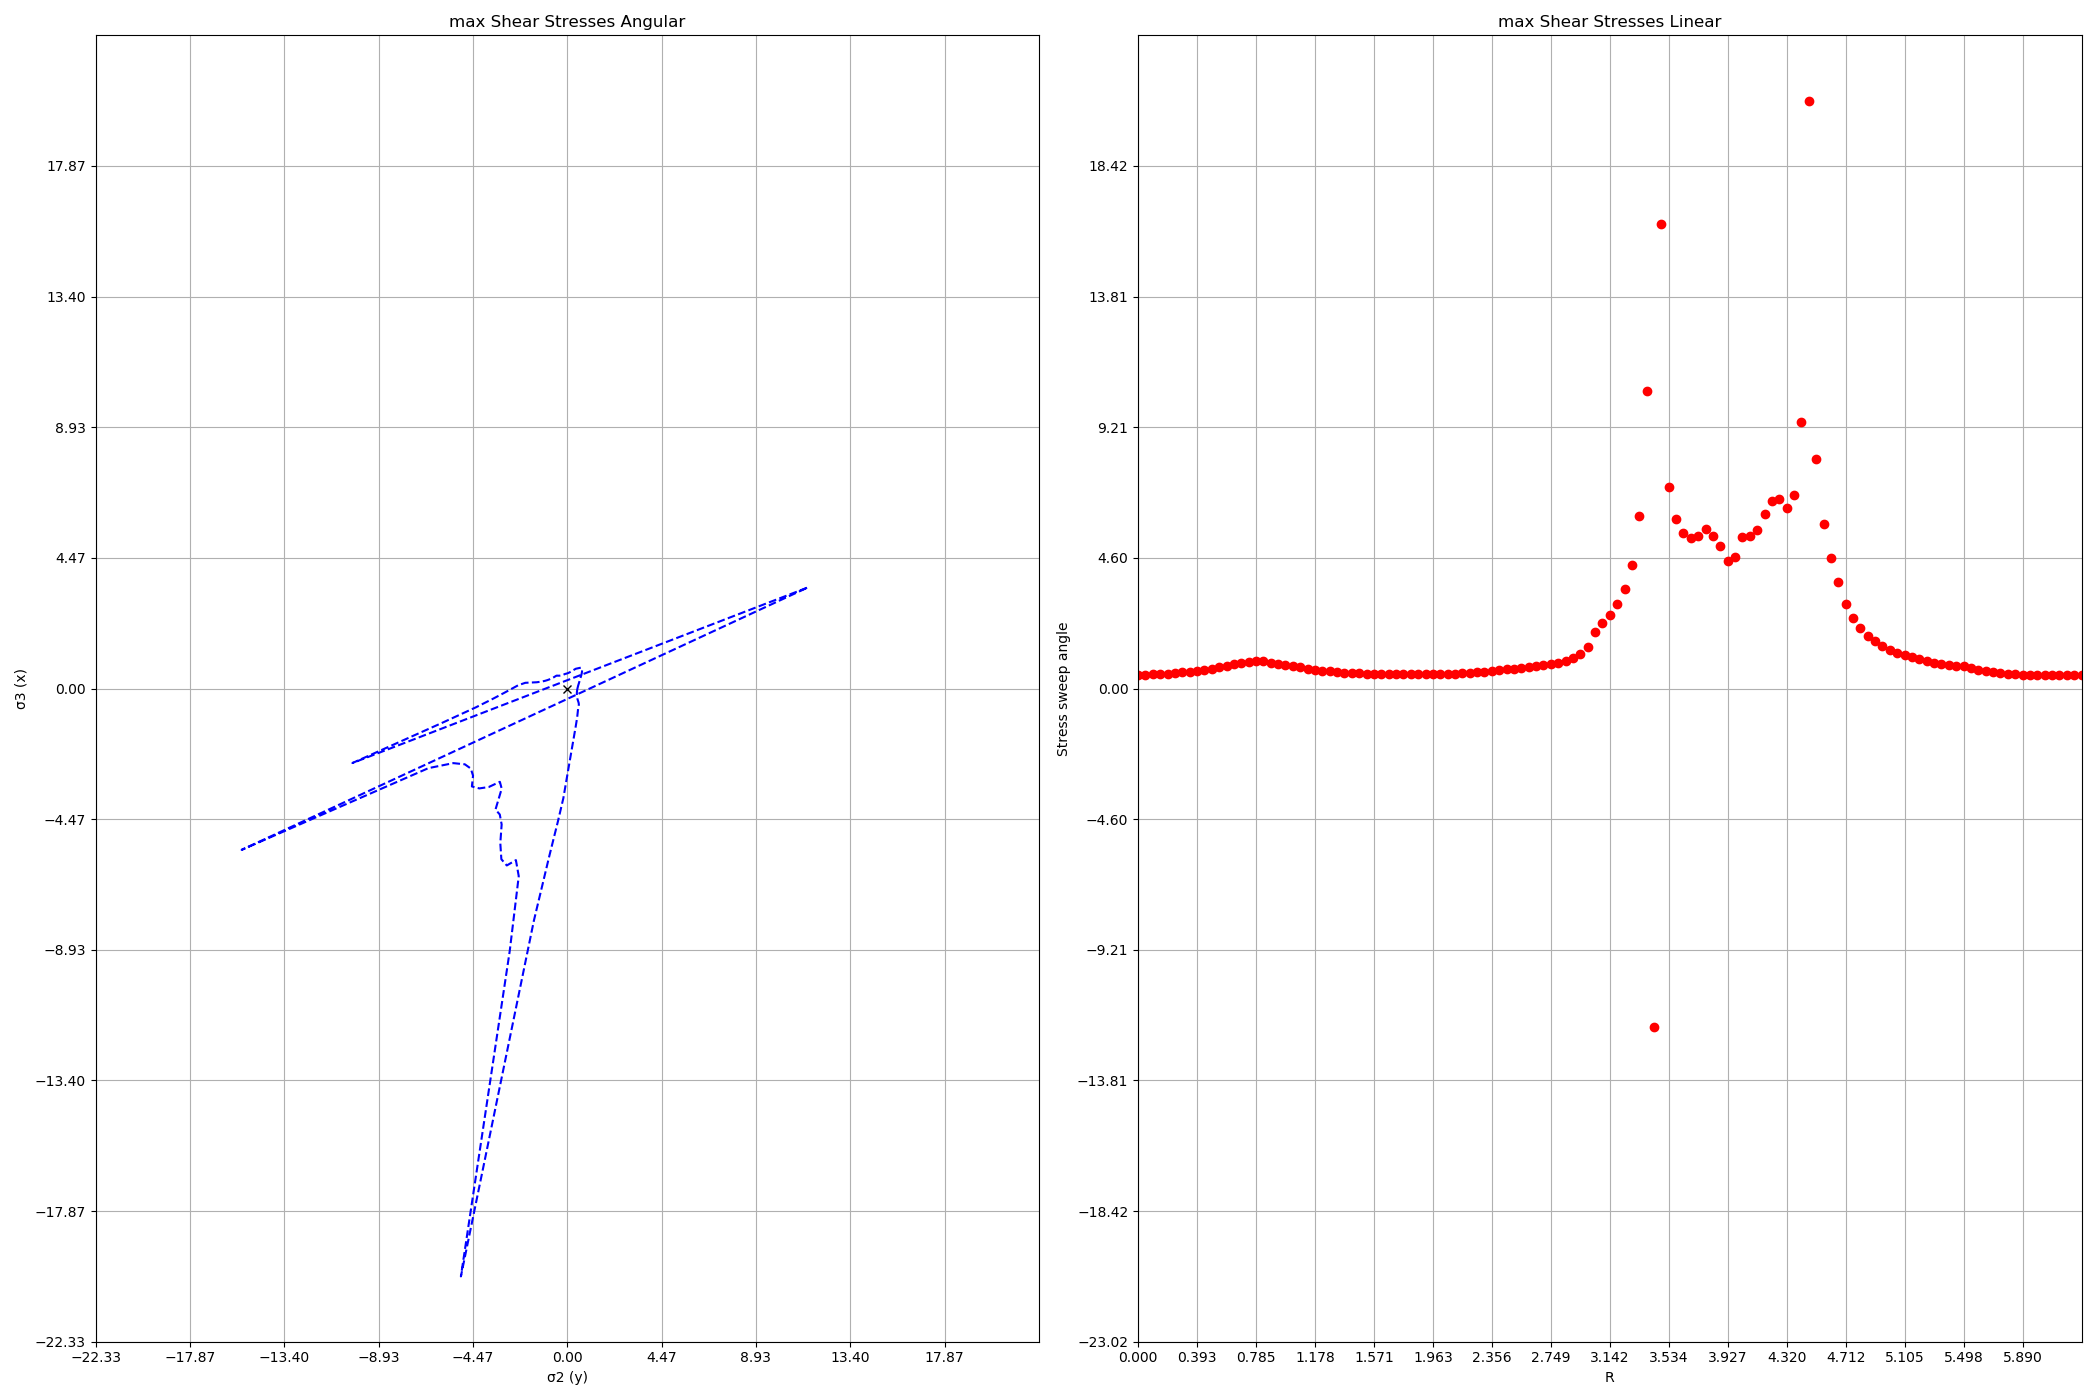 max Shear Stresses Angular
17.87
13.40
8.93
4.47
0.00
−4.47
−8.93
−13.40
−17.87
−22.33
σ3 (x)
−22.33 −17.87 −13.40 −8.93 −4.47 0.00 4.47 8.93 13.40 17.87
σ2 (y)
max Shear Stresses Linear
18.42
13.81
9.21
4.60
0.00
−4.60
−9.21
−13.81
−18.42
−23.02
Stresss sweep angle
0.000 0.393 0.785 1.178 1.571 1.963 2.356 2.749 3.142 3.534 3.927 4.320 4.712 5.105 5.498 5.890
R